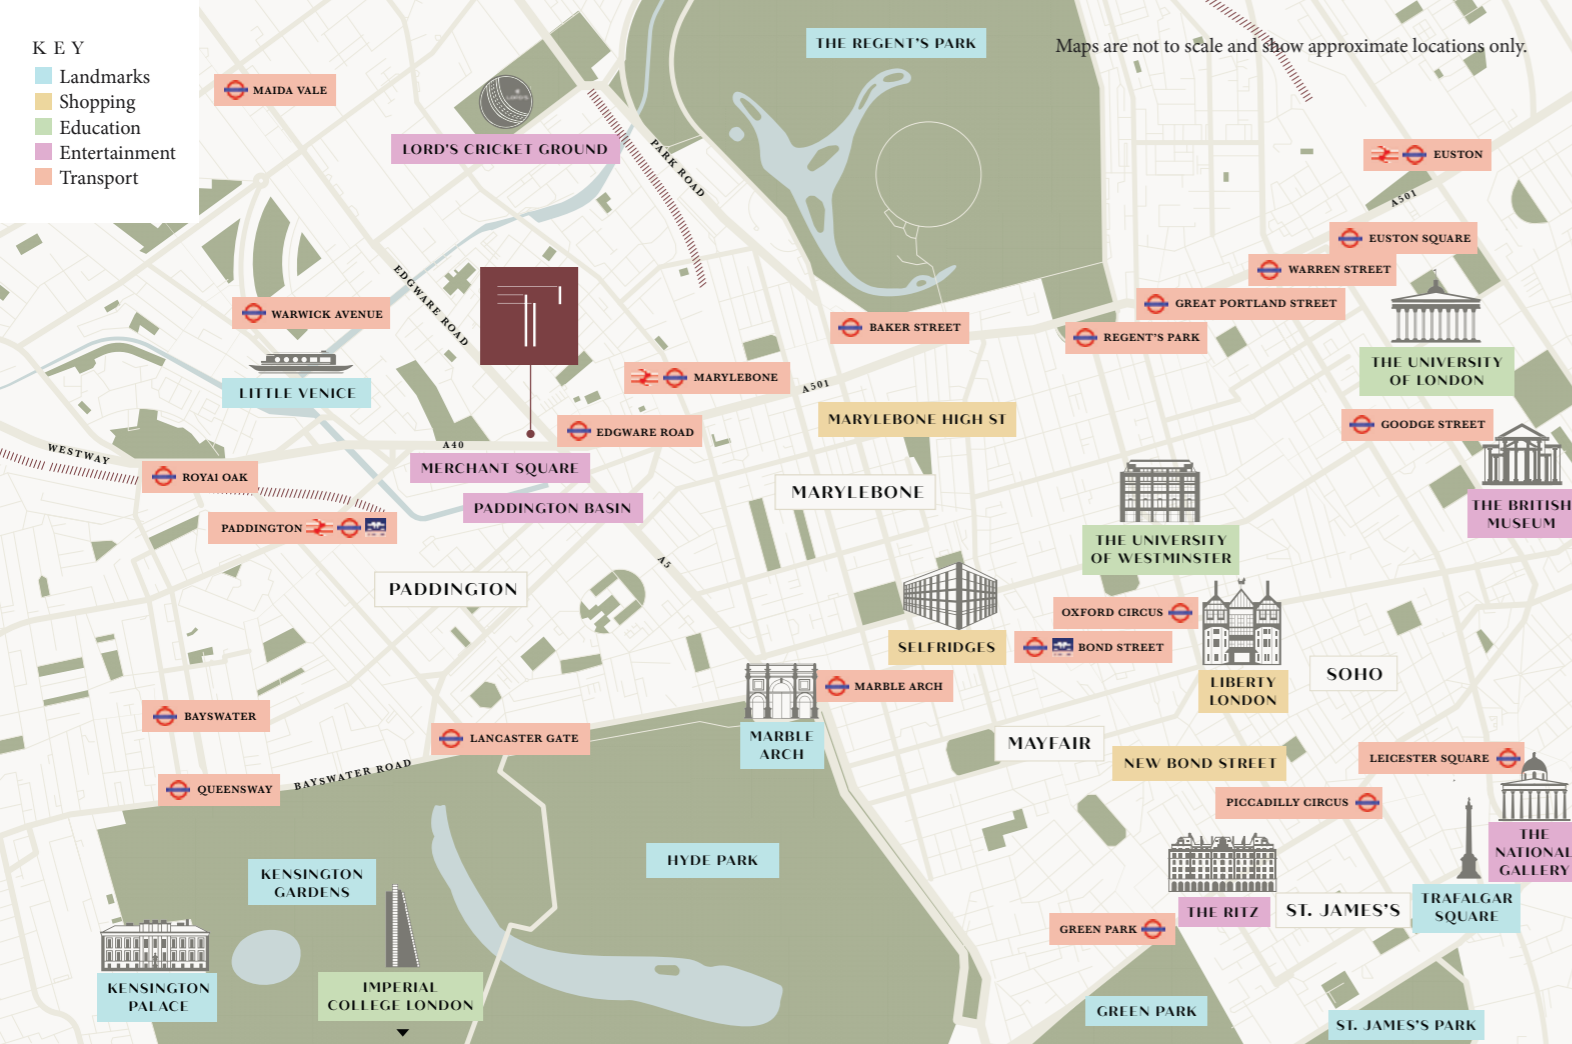 KEY
Landmarks
Shopping
Education
Entertainment
Transport
Maps are not to scale and show approximate locations only.
THE REGENT'S PARK
MAIDA VALE
LORD'S CRICKET GROUND
PARK ROAD
EUSTON
A501
EUSTON SQUARE
WARREN STREET
GREAT PORTLAND STREET
REGENT'S PARK
BAKER STREET
EDGWARE ROAD
WARWICK AVENUE
LITTLE VENICE
MARYLEBONE
A501
THE UNIVERSITY
OF LONDON
MARYLEBONE HIGH ST
EDGWARE ROAD
GOODGE STREET
A40
WESTWAY
MERCHANT SQUARE
ROYAl OAK
MARYLEBONE
PADDINGTON BASIN
THE BRITISH
MUSEUM
PADDINGTON
THE UNIVERSITY
OF WESTMINSTER
A5
PADDINGTON
OXFORD CIRCUS
SELFRIDGES
BOND STREET
SOHO
MARBLE ARCH
LIBERTY
LONDON
BAYSWATER
LANCASTER GATE
MARBLE
ARCH
MAYFAIR
NEW BOND STREET
LEICESTER SQUARE
BAYSWATER ROAD
QUEENSWAY
PICCADILLY CIRCUS
THE
NATIONAL
GALLERY
HYDE PARK
KENSINGTON
GARDENS
THE RITZ
ST. JAMES'S
TRAFALGAR
SQUARE
GREEN PARK
KENSINGTON
PALACE
IMPERIAL
COLLEGE LONDON
GREEN PARK
ST. JAMES'S PARK